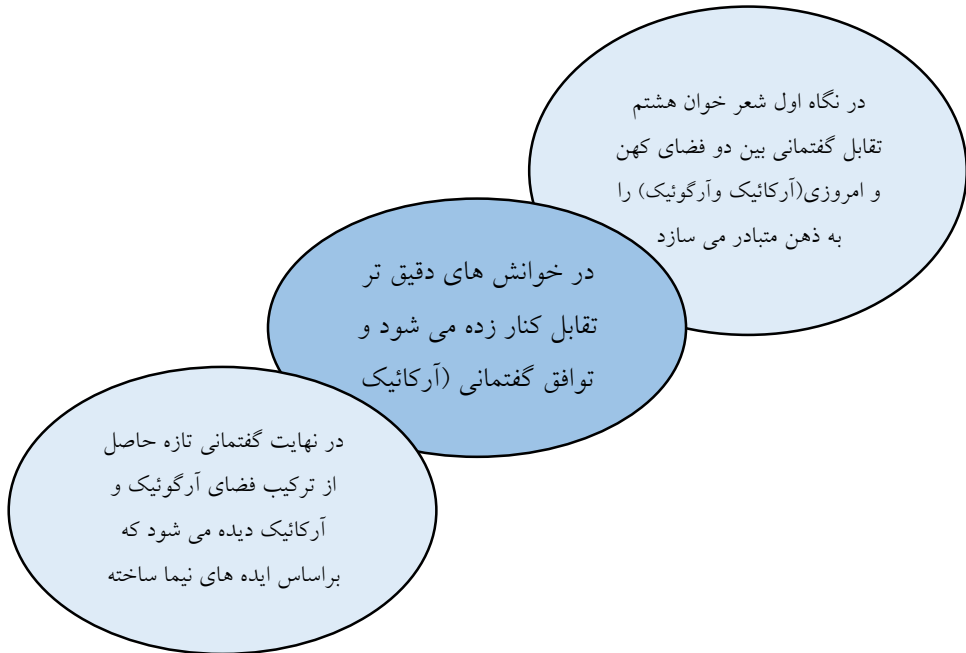 در نگاه اول شعر خوان هشتم
تقابل گفتمانی بین دو فضای کهن
و امروزی(آرکائیک وآرگوئیک) را
به ذهن متبادر می سازد
در خوانش های دقیق تر
تقابل کنار زده می شود و
توافق گفتمانی (آرکائیک
در نهایت گفتمانی تازه حاصل
از ترکیب فضای آرگوئیک و
آرکائیک دیده می شود که
براساس ایده های نیما ساخته